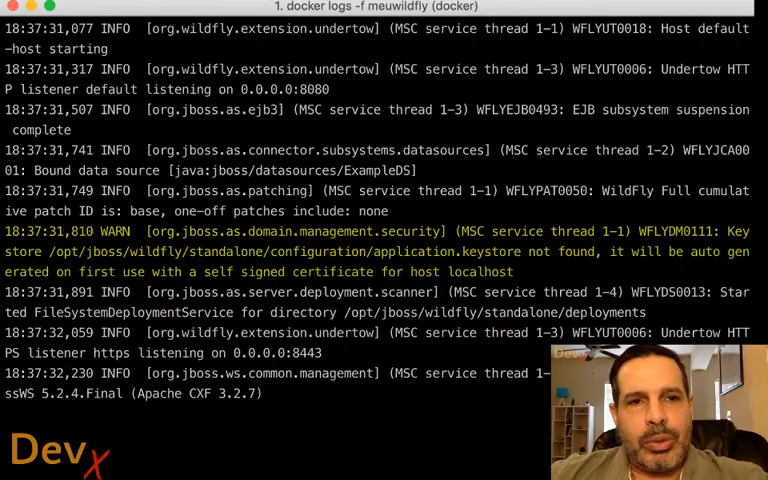 1. docker logs -f meuwildfly (docker)
18:37:31,077 INFO  [org.wildfly.extension.undertow] (MSC service thread 1-1) WFLYUT0018: Host default
-host starting
18:37:31,317 INFO  [org.wildfly.extension.undertow] (MSC service thread 1-3) WFLYUT0006: Undertow HTT
P listener default listening on 0.0.0.0:8080
18:37:31,507 INFO  [org.jboss.as.ejb3] (MSC service thread 1-3) WFLYEJB0493: EJB subsystem suspension
complete
18:37:31,741 INFO  [org.jboss.as.connector.subsystems.datasources] (MSC service thread 1-2) WFLYJCA00
01: Bound data source [java:jboss/datasources/ExampleDS]
18:37:31,749 INFO  [org.jboss.as.patching] (MSC service thread 1-1) WFLYPAT0050: WildFly Full cumulat
ive patch ID is: base, one-off patches include: none
18:37:31,810 WARN  [org.jboss.as.domain.management.security] (MSC service thread 1-1) WFLYDM0111: Key
store /opt/jboss/wildfly/standalone/configuration/application.keystore not found, it will be auto gen
erated on first use with a self signed certificate for host localhost
18:37:31,891 INFO  [org.jboss.as.server.deployment.scanner] (MSC service thread 1-4) WFLYDS0013: Star
ted FileSystemDeploymentService for directory /opt/jboss/wildfly/standalone/deployments
18:37:32,059 INFO  [org.wildfly.extension.undertow] (MSC service thread 1-3) WFLYUT0006: Undertow HTT
PS listener https listening on 0.0.0.0:8443
18:37:32,230 INFO  [org.jboss.ws.common.management] (MSC service thread 1-
ssWS 5.2.4.Final (Apache CXF 3.2.7)
Devx
Devx